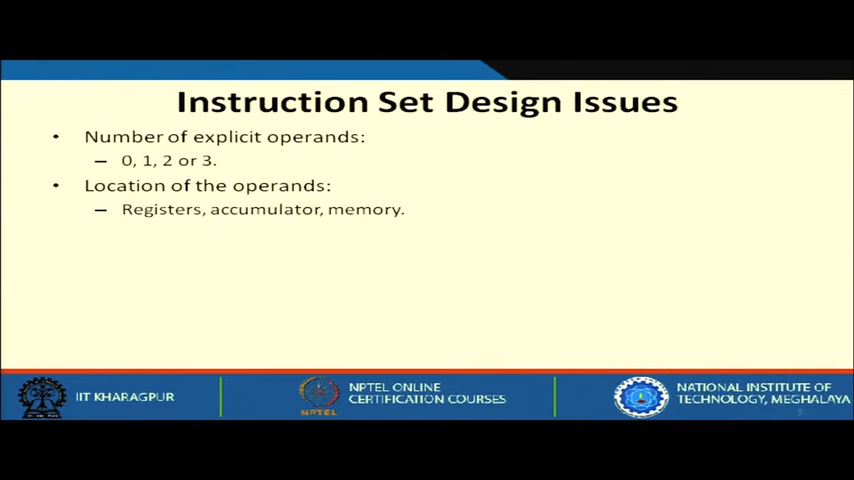 Instruction Set Design Issues
• Number of explicit operands:
– 0, 1, 2 or 3.
• Location of the operands:
– Registers, accumulator, memory.
IIT KHARAGPUR
NPTEL
NPTEL ONLINE
CERTIFICATION COURSES
NATIONAL INSTITUTE OF
TECHNOLOGY, MEGHALAYA
3